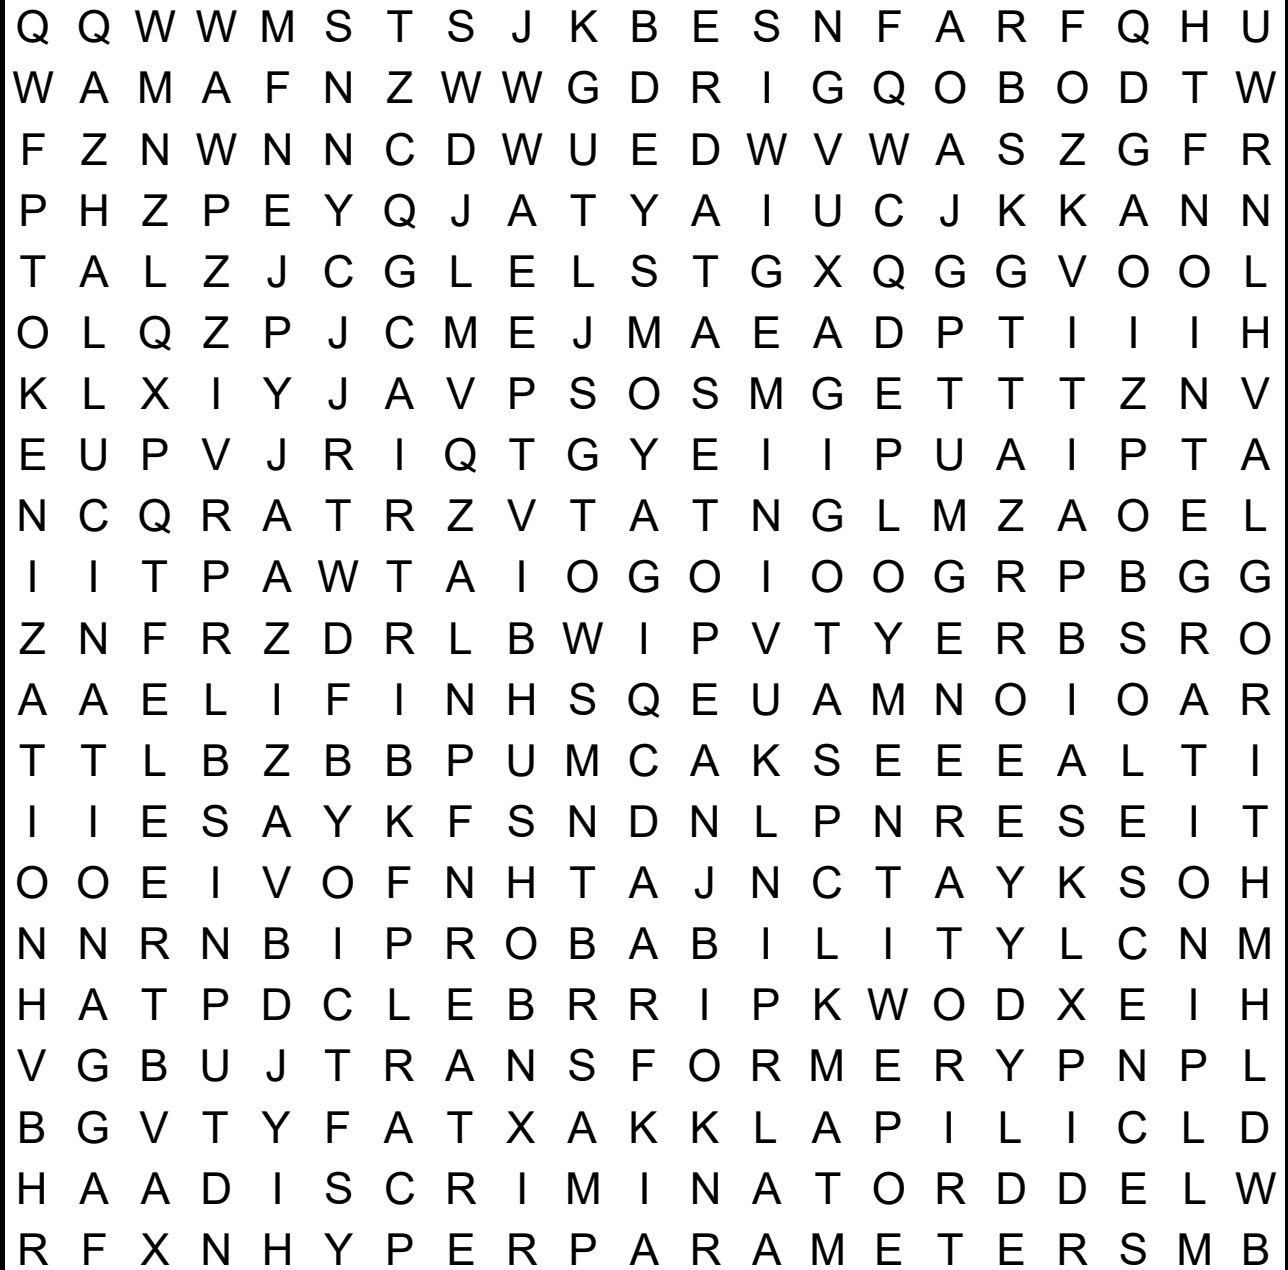 Q Q W W M S T S J K B E S N F A R F Q H U
W A M A F N Z W W G D R I G Q O B O D T W
F Z N W N N C D W U E D W V W A S Z G F R
P H Z P E Y Q J A T Y A I U C J K K A N N
T A L Z J C G L E L S T G X Q G G V O O L
O L Q Z P J C M E J M A E A D P T I I I H
K L X I Y J A V P S O S M G E T T T Z N V
E U P V J R I Q T G Y E I I P U A I P T A
N C Q R A T R Z V T A T N G L M Z A O E L
I I T P A W T A I O G O I O O G R P B G G
Z N F R Z D R L B W I P V T Y E R B S R O
A A E L I F I N H S Q E U A M N O I O A R
T T L B Z B B P U M C A K S E E E A L T I
I I E S A Y K F S N D N L P N R E S E I T
O O E I V O F N H T A J N C T A Y K S O H
N N R N B I P R O B A B I L I T Y L C N M
H A T P D C L E B R R I P K W O D X E I H
V G B U J T R A N S F O R M E R Y P N P L
B G V T Y F A T X A K K L A P I L I C L D
H A A D I S C R I M I N A T O R D D E L W
R F X N H Y P E R P A R A M E T E R S M B